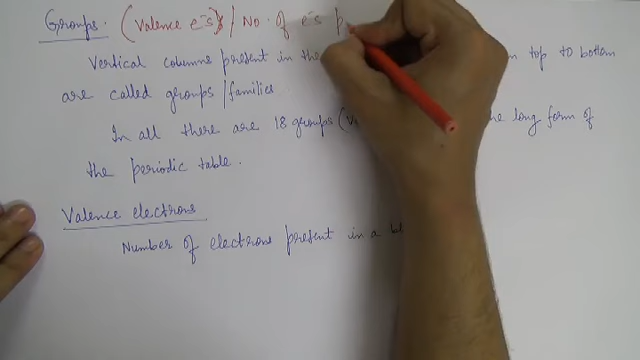 Groups. (Valence e⁻s) / No. of e⁻s p
Vertical columns present in the top to bottom
are called groups / families
In all there are 18 groups (V he long form of
the periodic table.
Valence electrons
Number of electrons present in a